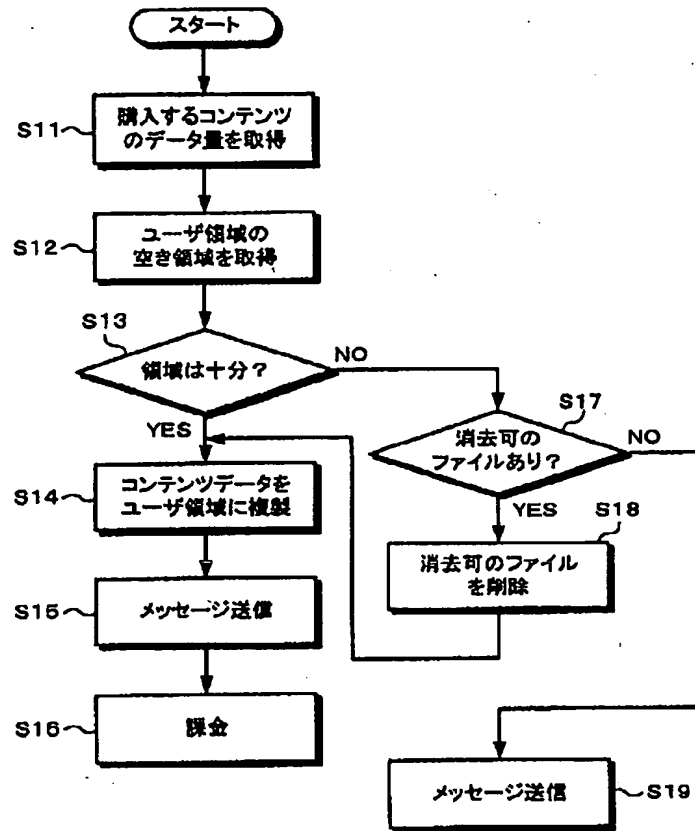 スタート
S11
購入するコンテンツ
のデータ量を取得
S12
ユーザ領域の
空き領域を取得
S13
領域は十分?
NO
YES
S17
消去可の
ファイルあり?
NO
YES
S14
コンテンツデータを
ユーザ領域に複製
S18
消去可のファイル
を削除
S15
メッセージ送信
S16
課金
メッセージ送信
S19